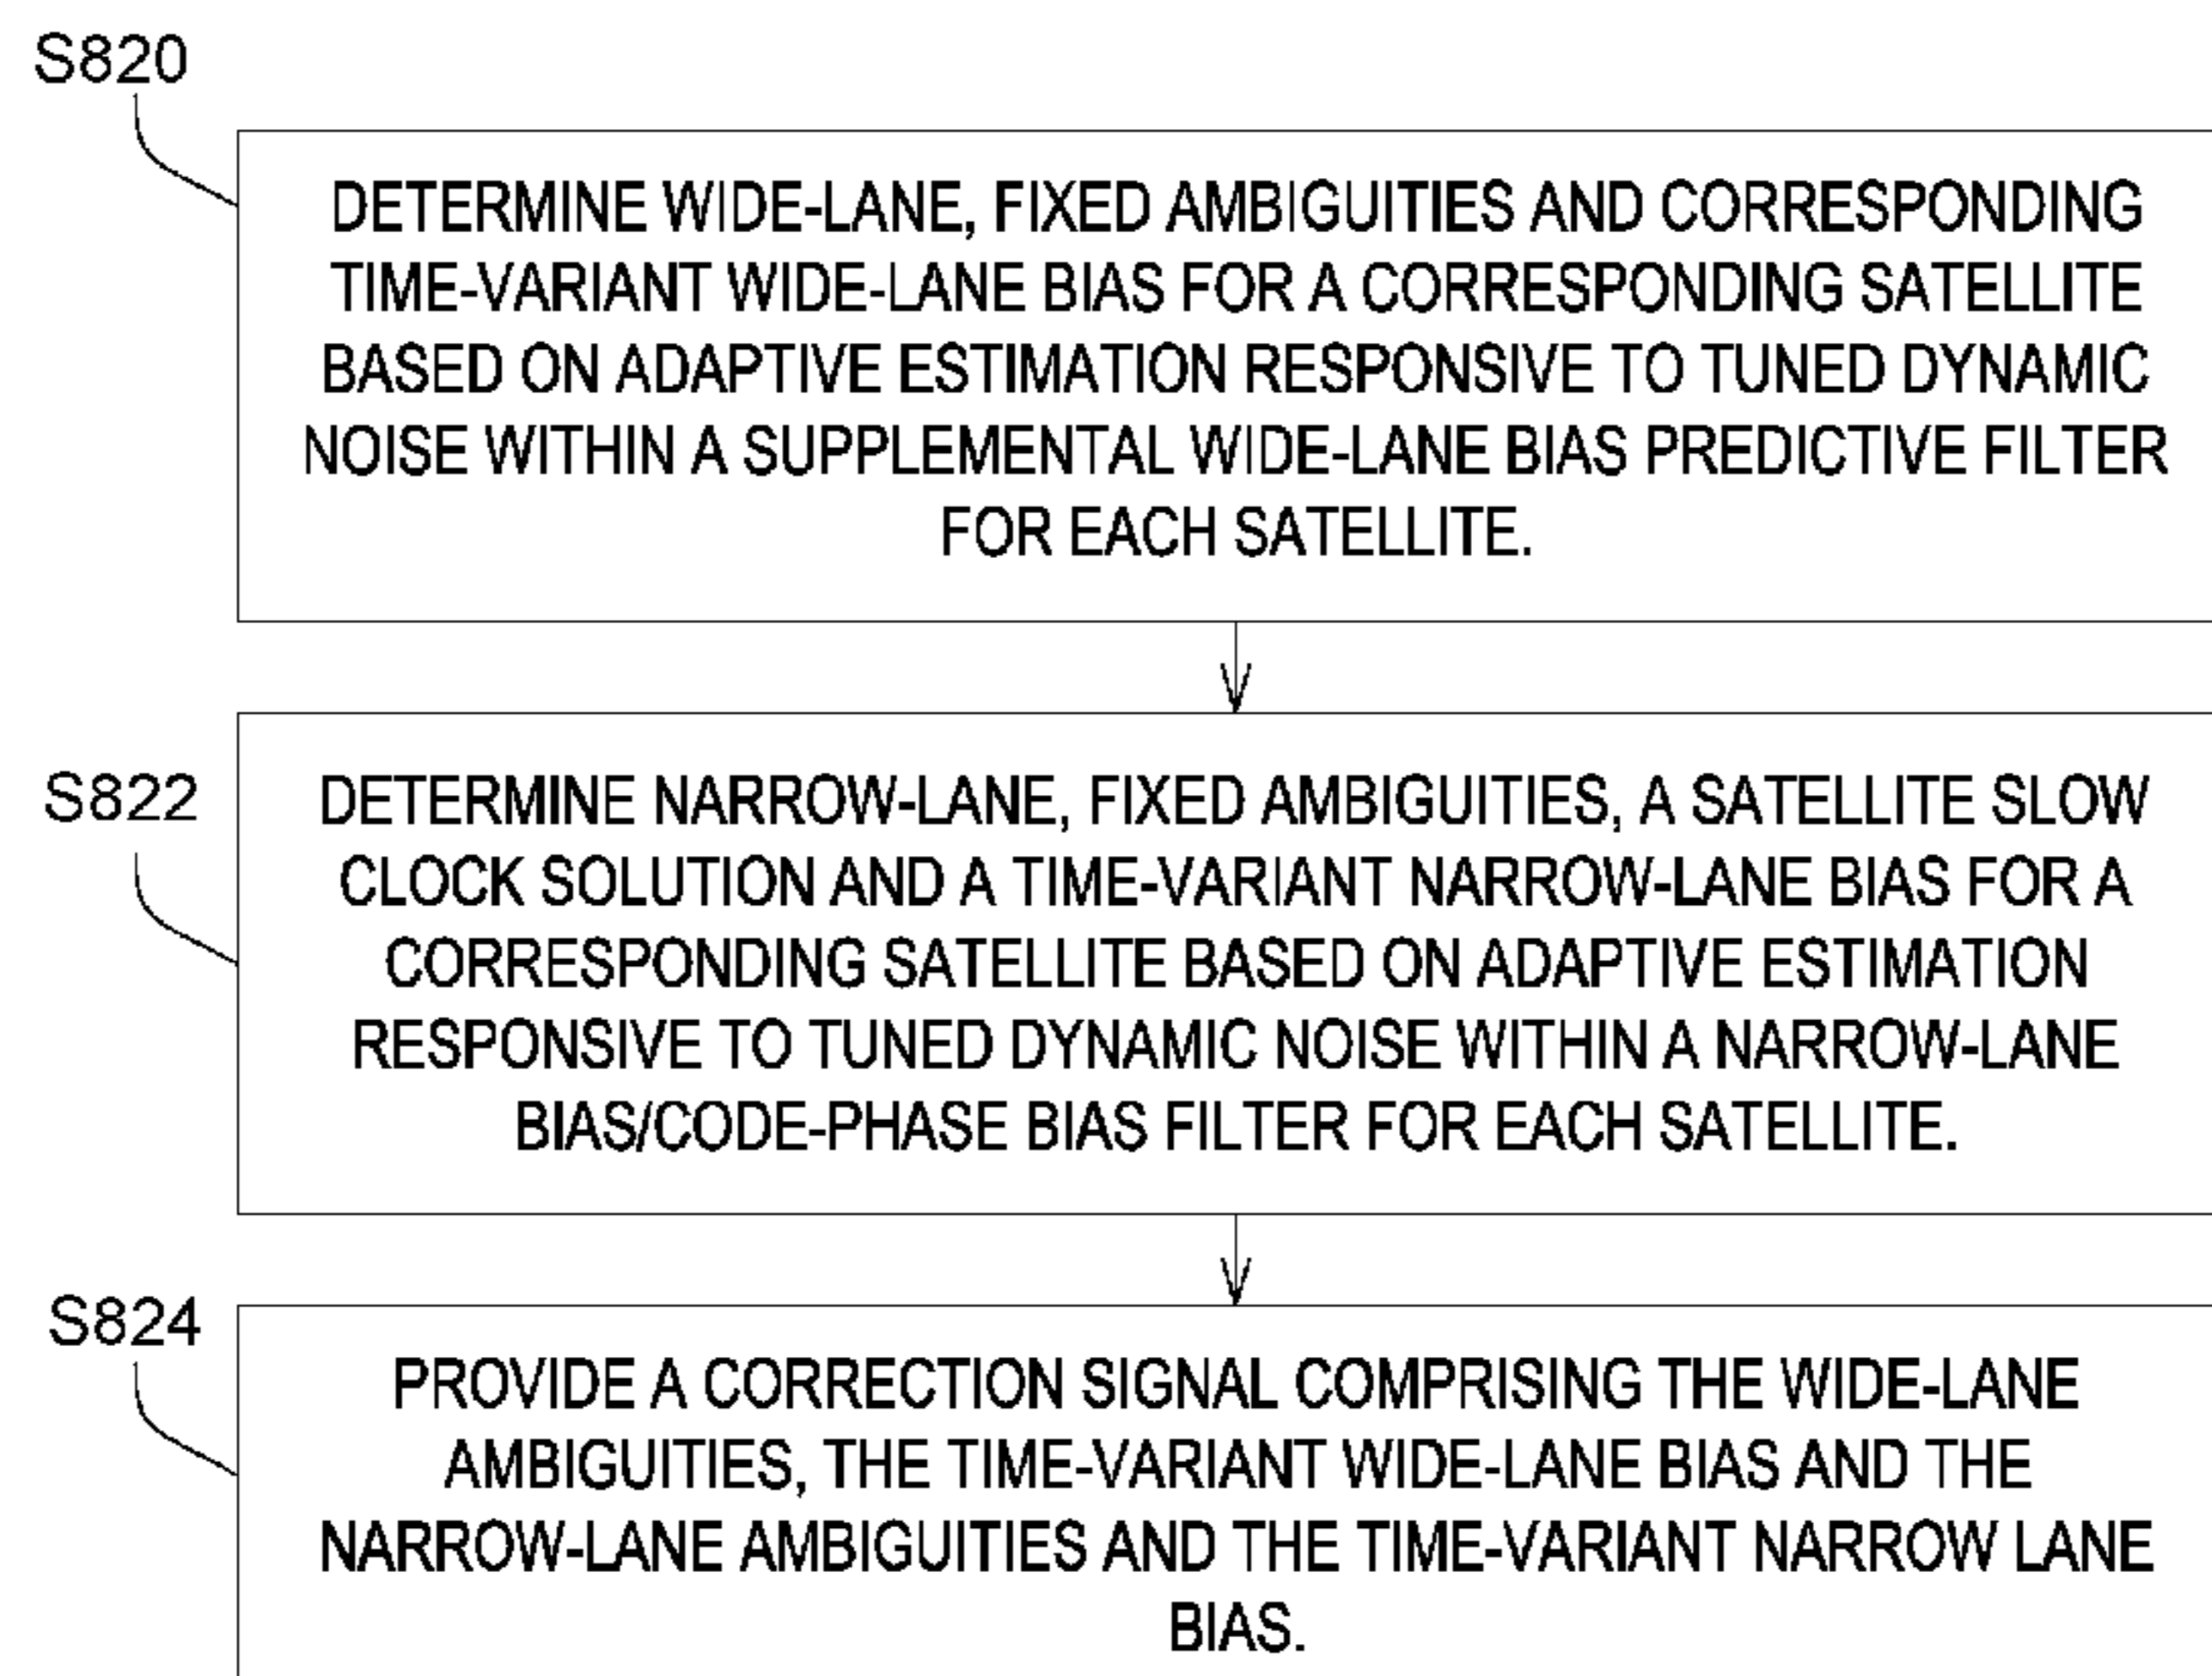 S820
DETERMINE WIDE-LANE, FIXED AMBIGUITIES AND CORRESPONDING
TIME-VARIANT WIDE-LANE BIAS FOR A CORRESPONDING SATELLITE
BASED ON ADAPTIVE ESTIMATION RESPONSIVE TO TUNED DYNAMIC
NOISE WITHIN A SUPPLEMENTAL WIDE-LANE BIAS PREDICTIVE FILTER
FOR EACH SATELLITE.
S822
DETERMINE NARROW-LANE, FIXED AMBIGUITIES, A SATELLITE SLOW
CLOCK SOLUTION AND A TIME-VARIANT NARROW-LANE BIAS FOR A
CORRESPONDING SATELLITE BASED ON ADAPTIVE ESTIMATION
RESPONSIVE TO TUNED DYNAMIC NOISE WITHIN A NARROW-LANE
BIAS/CODE-PHASE BIAS FILTER FOR EACH SATELLITE.
S824
PROVIDE A CORRECTION SIGNAL COMPRISING THE WIDE-LANE
AMBIGUITIES, THE TIME-VARIANT WIDE-LANE BIAS AND THE
NARROW-LANE AMBIGUITIES AND THE TIME-VARIANT NARROW LANE
BIAS.